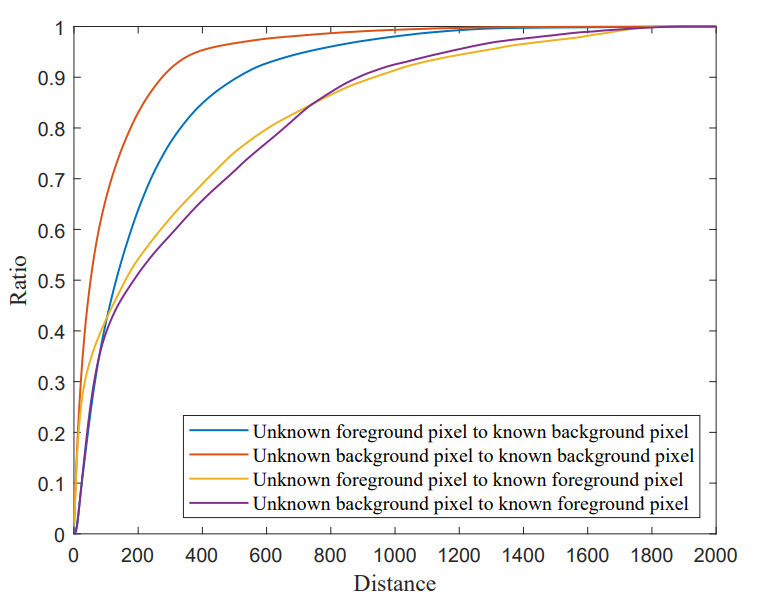 1
0.9
0.8
0.7
0.6
0.5
0.4
0.3
0.2
0.1
0
Ratio
Unknown foreground pixel to known background pixel
Unknown background pixel to known background pixel
Unknown foreground pixel to known foreground pixel
Unknown background pixel to known foreground pixel
0 200 400 600 800 1000 1200 1400 1600 1800 2000
Distance